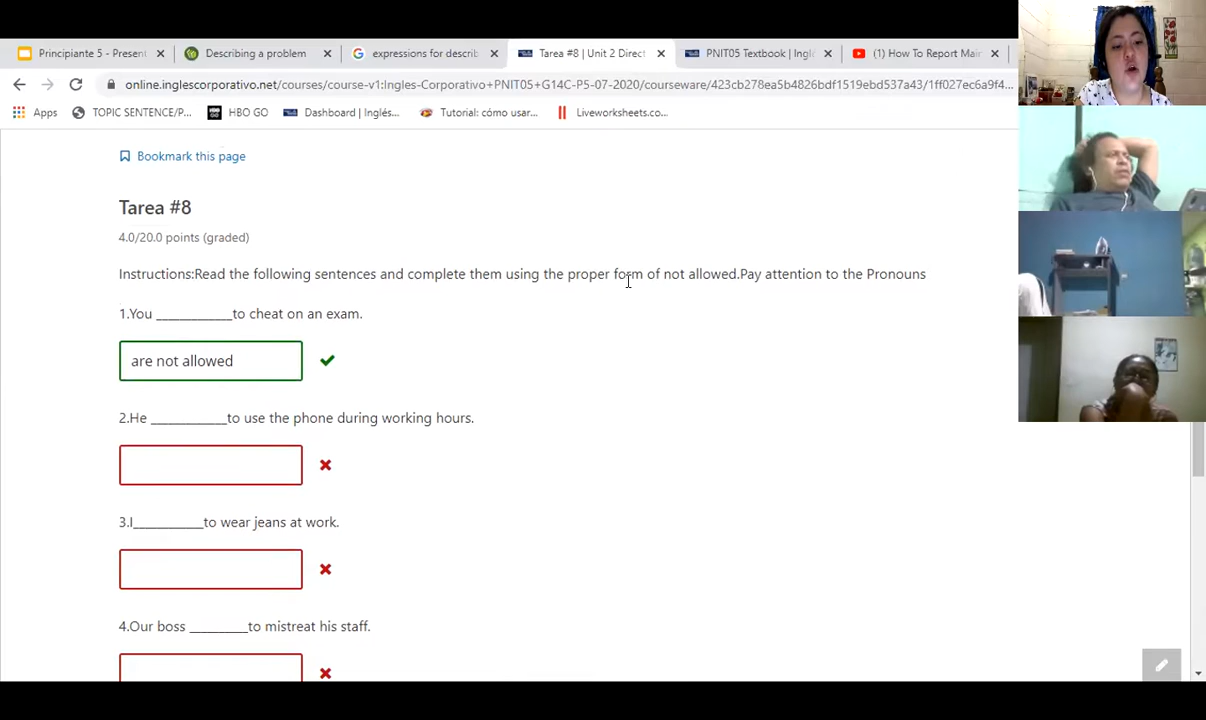 Principiante 5 - Present
Describing a problem
expressions for describ
Tarea #8 | Unit 2 Direct
PNIT05 Textbook | Ingl
(1) How To Report Mair
online.inglescorporativo.net/courses/course-v1:Ingles-Corporativo+PNIT05+G14C-P5-07-2020/courseware/423cb278ea5b4826bdf1519ebd537a43/1ff027ec6a9f4...
Apps
TOPIC SENTENCE/P...
HBO GO
Dashboard | Inglés...
Tutorial: cómo usar...
Liveworksheets.co...
Bookmark this page
Tarea #8
4.0/20.0 points (graded)
Instructions:Read the following sentences and complete them using the proper form of not allowed.Pay attention to the Pronouns
1.You ____________to cheat on an exam.
are not allowed
2.He ____________to use the phone during working hours.
3.I___________to wear jeans at work.
4.Our boss _________to mistreat his staff.